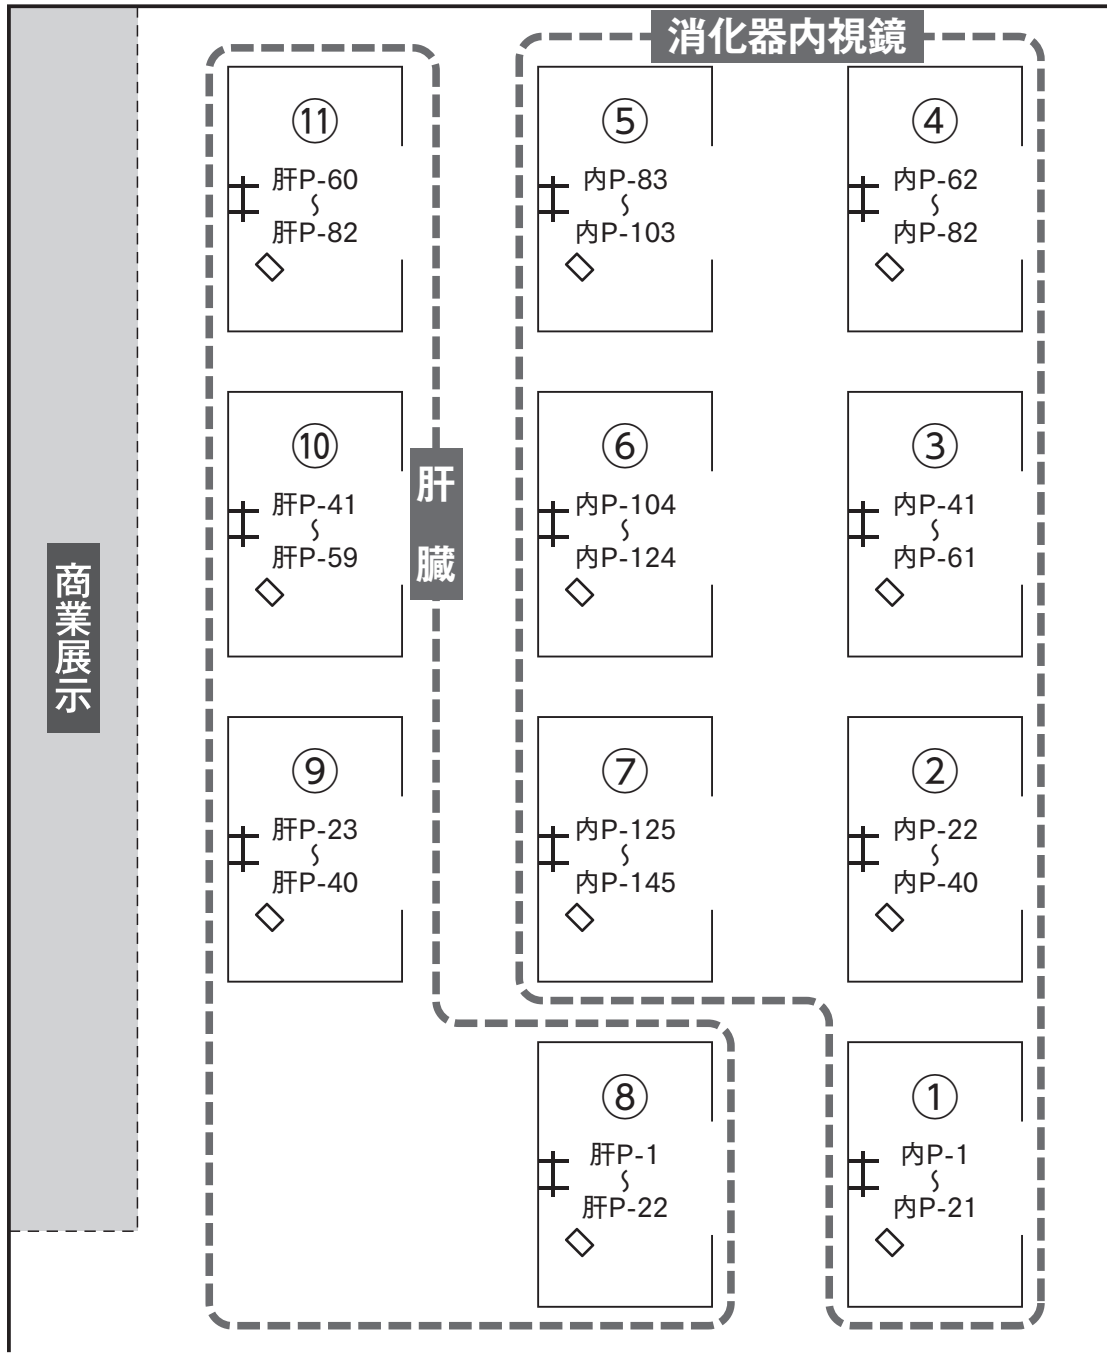 消化器内視鏡
⑪
肝P-60
〜
肝P-82
⑤
内P-83
〜
内P-103
④
内P-62
〜
内P-82
⑩
肝P-41
〜
肝P-59
肝臓
⑥
内P-104
〜
内P-124
③
内P-41
〜
内P-61
商業展示
⑨
肝P-23
〜
肝P-40
⑦
内P-125
〜
内P-145
②
内P-22
〜
内P-40
⑧
肝P-1
〜
肝P-22
①
内P-1
〜
内P-21